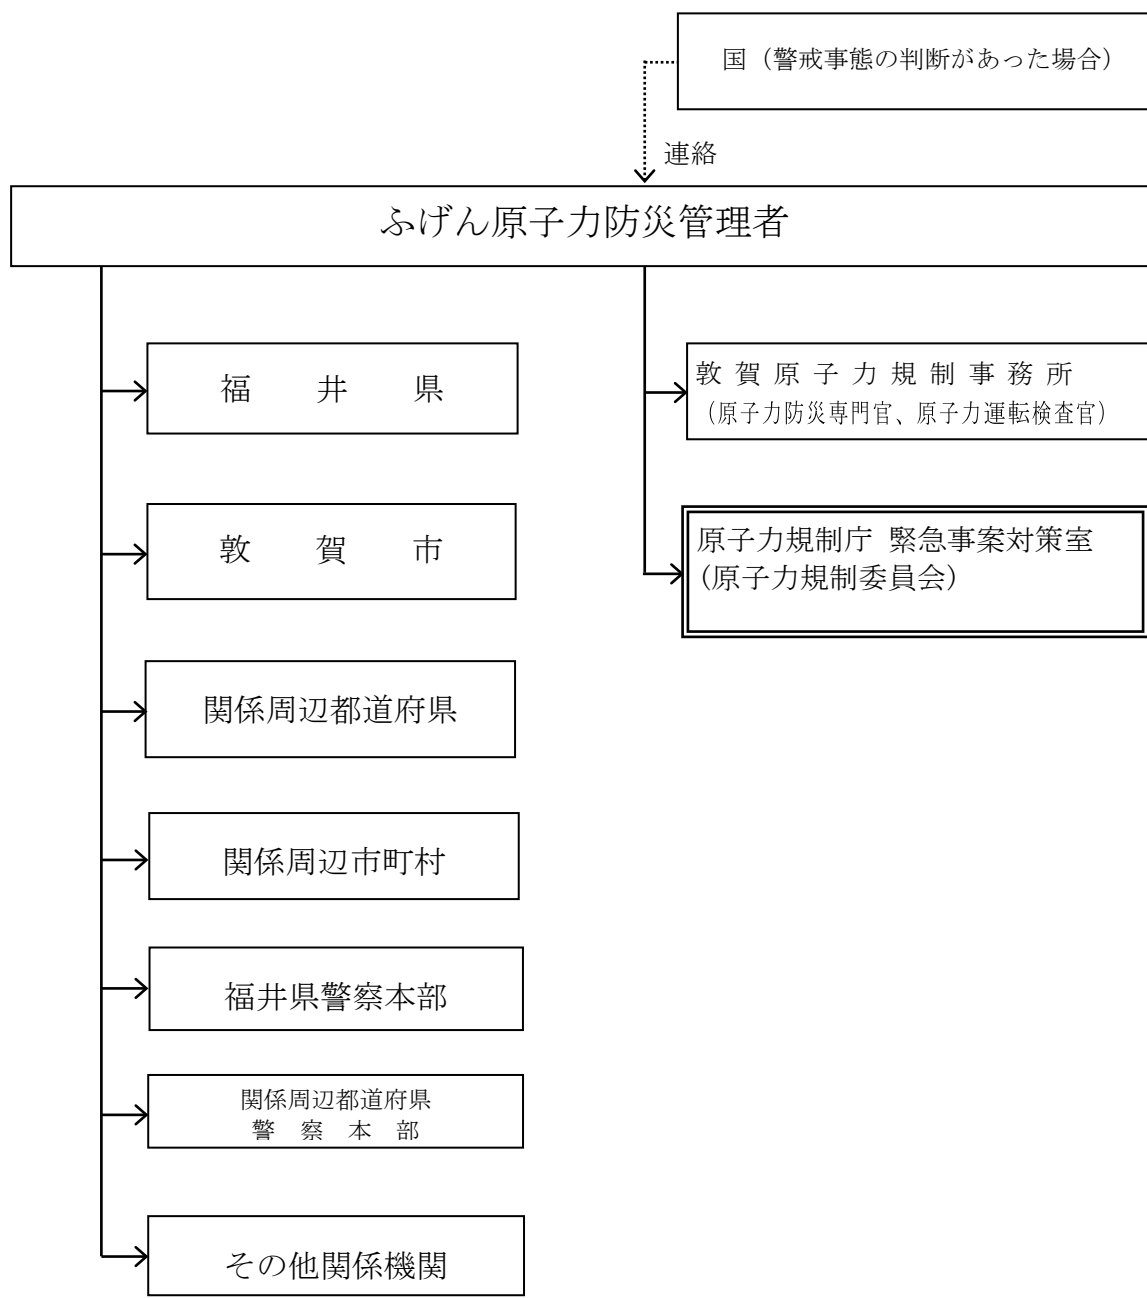 国（警戒事態の判断があった場合）
連絡
ふげん原子力防災管理者
福井県
敦賀市
関係周辺都道府県
関係周辺市町村
福井県警察本部
関係周辺都道府県
警察本部
その他関係機関
敦賀原子力規制事務所
（原子力防災専門官、原子力運転検査官）
原子力規制庁 緊急事案対策室
(原子力規制委員会)